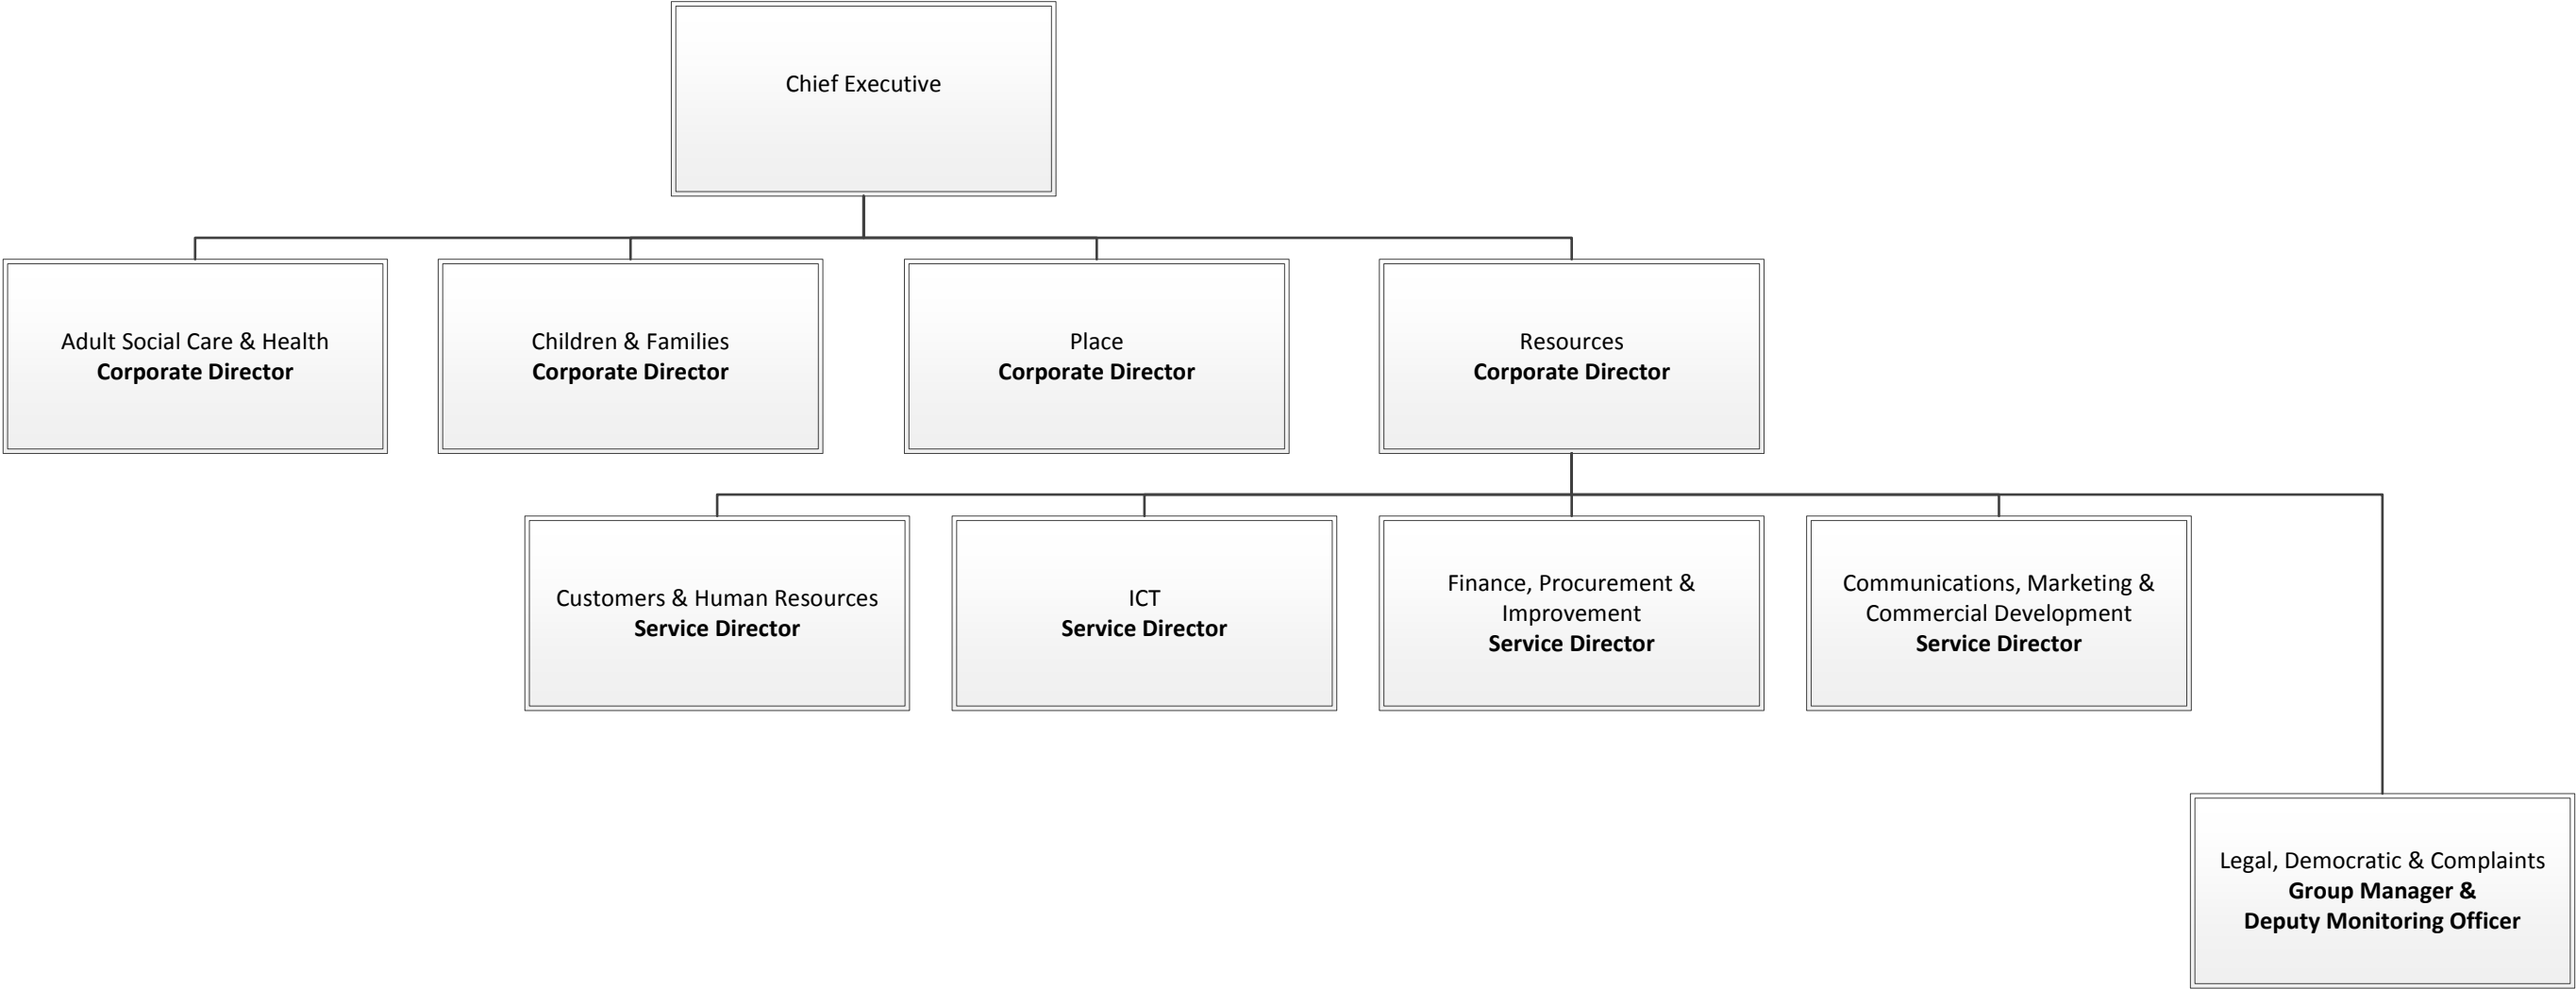 Chief Executive
Adult Social Care & Health
Corporate Director
Children & Families
Corporate Director
Place
Corporate Director
Resources
Corporate Director
Customers & Human Resources
Service Director
ICT
Service Director
Finance, Procurement &
Improvement
Service Director
Communications, Marketing &
Commercial Development
Service Director
Legal, Democratic & Complaints
Group Manager &
Deputy Monitoring Officer